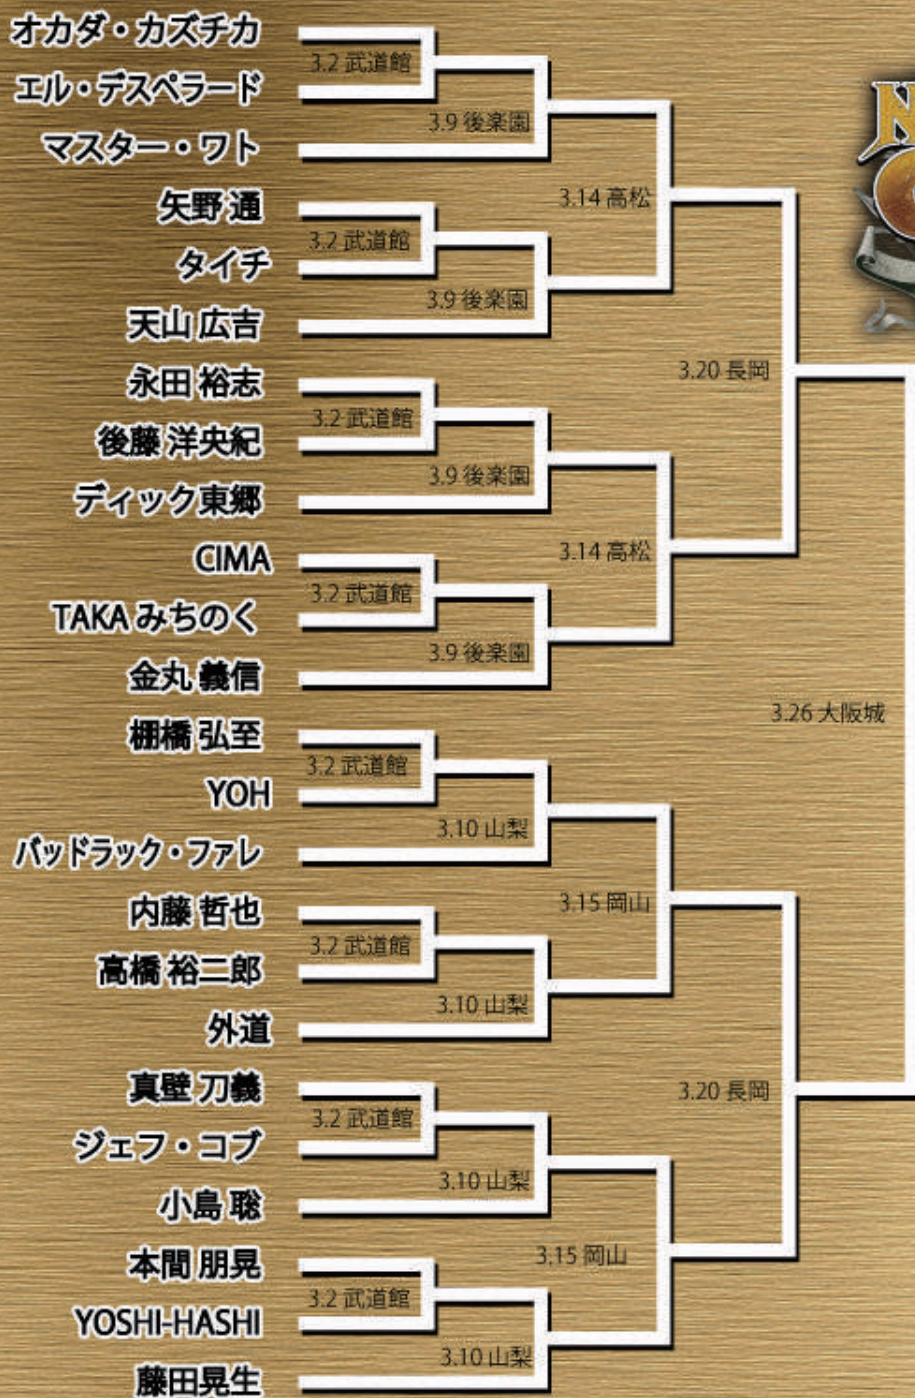 オカダ・カズチカ
3.2 武道館
エル・デスペラード
3.9 後楽園
マスター・ワト
3.14 高松
矢野 通
3.2 武道館
タイチ
3.9 後楽園
天山 広吉
3.20 長岡
永田 裕志
3.2 武道館
後藤 洋央紀
3.9 後楽園
ディック東郷
3.14 高松
CIMA
3.2 武道館
TAKA みちのく
3.9 後楽園
金丸 義信
3.26 大阪城
棚橋 弘至
3.2 武道館
YOH
3.10 山梨
バッドラック・ファレ
3.15 岡山
内藤 哲也
3.2 武道館
高橋 裕二郎
3.10 山梨
外道
真壁 刀義
3.20 長岡
3.2 武道館
ジェフ・コブ
3.10 山梨
小島 聡
3.15 岡山
本間 朋晃
3.2 武道館
YOSHI-HASHI
3.10 山梨
藤田晃生